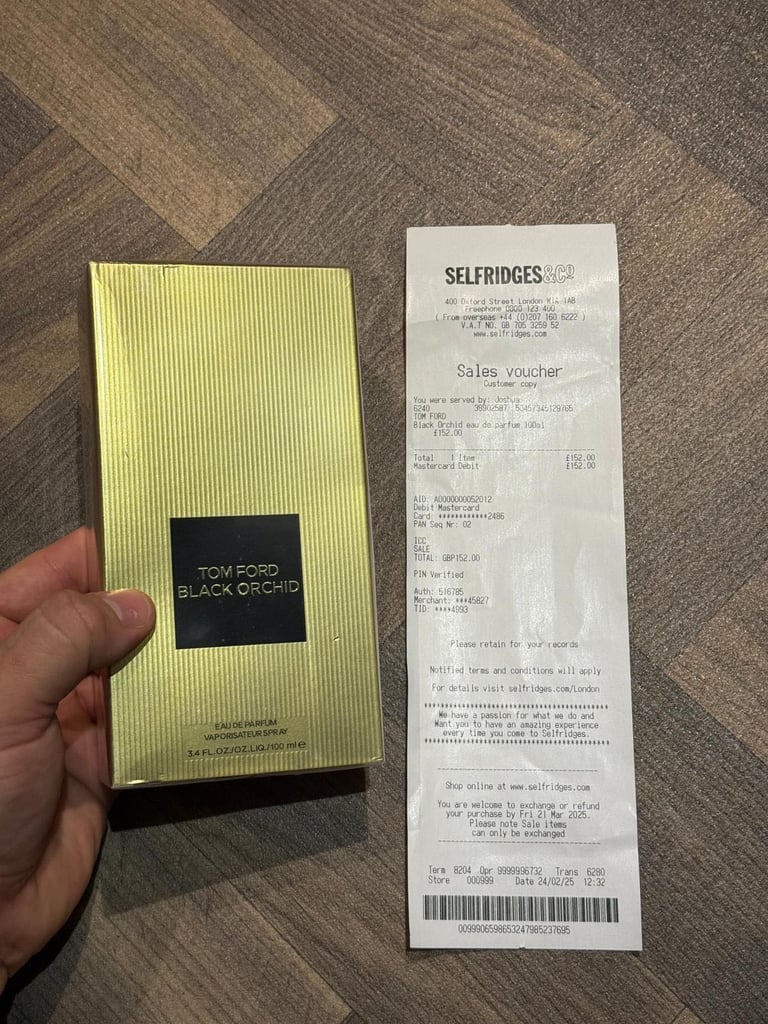 TOM FORD
BLACK ORCHID
EAU DE PARFUM
VAPORISATEUR SPRAY
3.4 FL.OZ./OZ.LIQ./100 ml e
SELFRIDGES&Cº
400 Oxford Street London W1A 1AB
Freephone 0800 123 400
( From overseas +44 (0)207 160 6222 )
V.A.T NO. GB 705 3259 52
www.selfridges.com
Sales voucher
Customer copy
You were served by: Joshua
6240 38902587 50457345129765
TOM FORD
Black Orchid eau de parfum 100ml
£152.00
Total 1 Item £152.00
Mastercard Debit £152.00
AID: A0000000052012
Debit Mastercard
Card: ************2486
PAN Seq Nr: 02
ICC
SALE
TOTAL: GBP152.00
PIN Verified
Auth: 516785
Merchant: ***45827
TID: ****4993
Please retain for your records
Notified terms and conditions will apply
For details visit selfridges.com/London
We have a passion for what we do and
Want you to have an amazing experience
every time you come to Selfridges.
Shop online at www.selfridges.com
You are welcome to exchange or refund
your purchase by Fri 21 Mar 2025.
Please note Sale items
can only be exchanged
Term 8204 Opr 9999996732 Trans 6280
Store 000999 Date 24/02/25 12:32
0099906598653247985237695